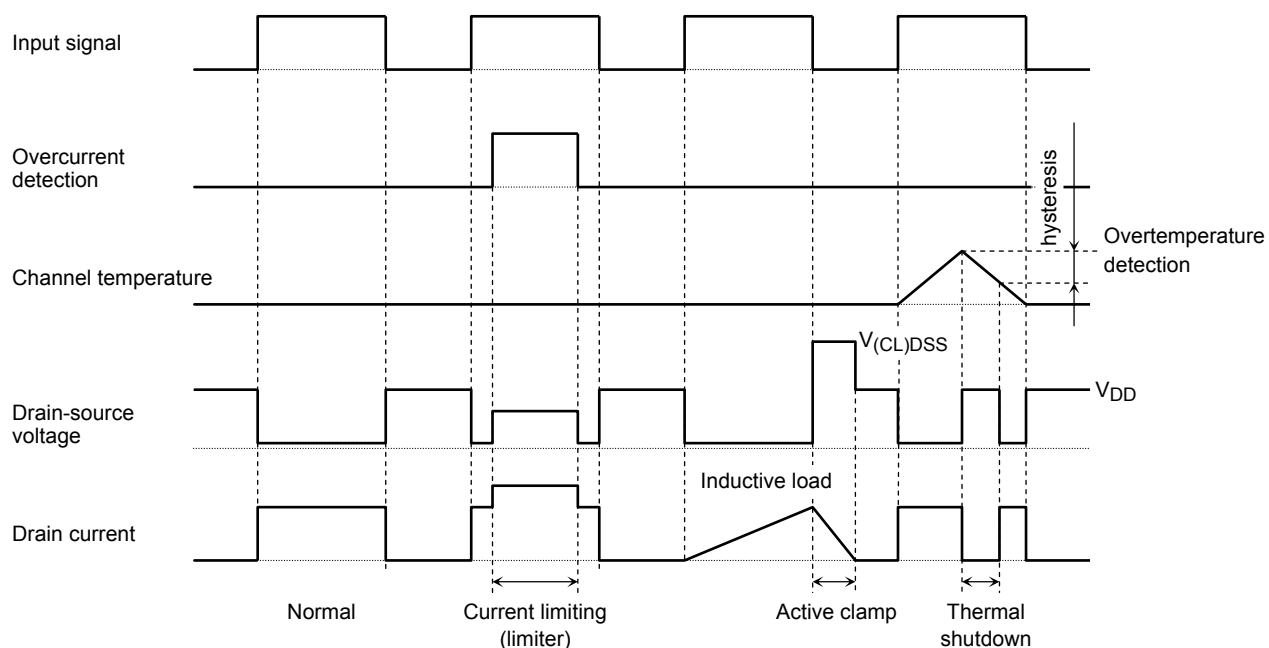 Input signal
Overcurrent
detection
hysteresis
Overtemperature
detection
Channel temperature
V(CL)DSS
VDD
Drain-source
voltage
Inductive load
Drain current
Normal
Current limiting
(limiter)
Active clamp
Thermal
shutdown